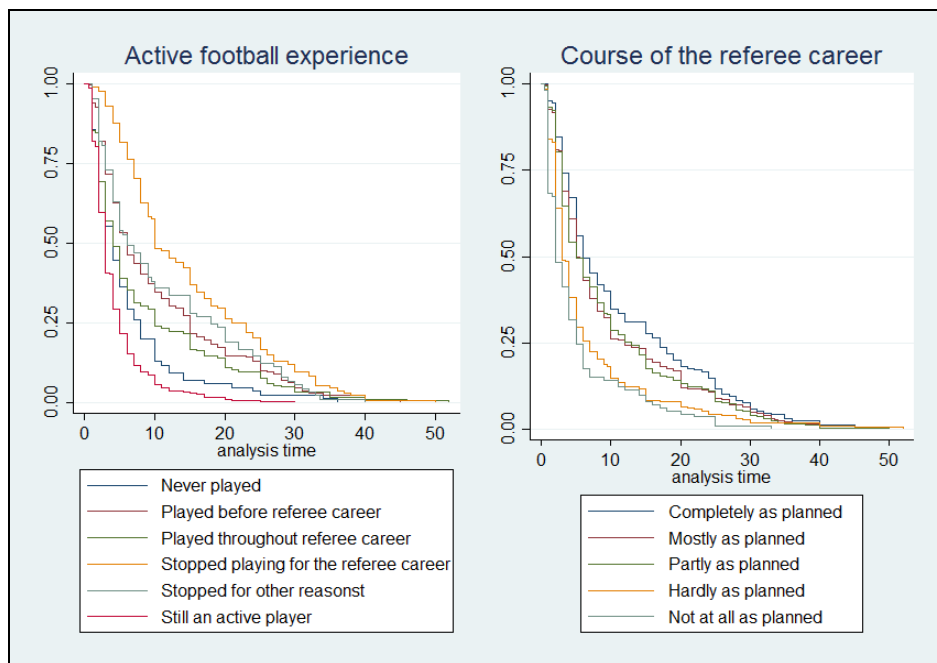 Active football experience
1.00
0.75
0.50
0.25
0.00
0 10 20 30 40 50
analysis time
Never played
Played before referee career
Played throughout referee career
Stopped playing for the referee career
Stopped for other reasonst
Still an active player
Course of the referee career
1.00
0.75
0.50
0.25
0.00
0 10 20 30 40 50
analysis time
Completely as planned
Mostly as planned
Partly as planned
Hardly as planned
Not at all as planned